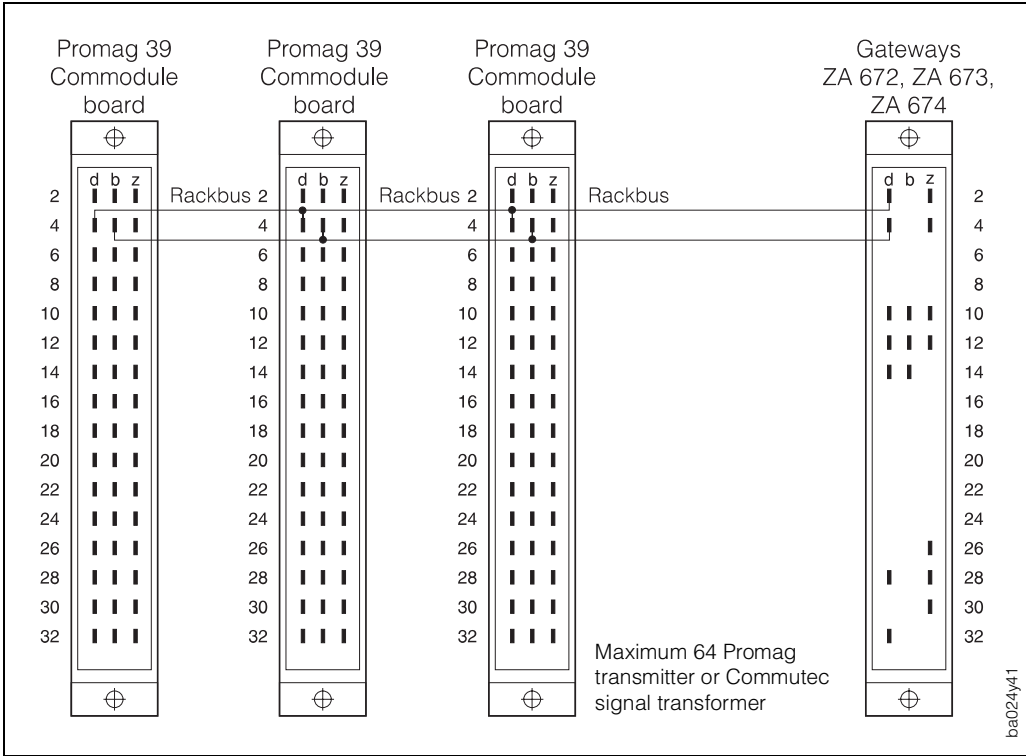 Promag 39
Commodule
board
Promag 39
Commodule
board
Promag 39
Commodule
board
Gateways
ZA 672, ZA 673,
ZA 674
d b z
d b z
d b z
d b z
2 Rackbus 2 Rackbus 2 Rackbus 2
4 4 4 4
6 6 6 6
8 8 8 8
10 10 10 10
12 12 12 12
14 14 14 14
16 16 16 16
18 18 18 18
20 20 20 20
22 22 22 22
24 24 24 24
26 26 26 26
28 28 28 28
30 30 30 30
32 32 32 32
Maximum 64 Promag
transmitter or Commutec
signal transformer
ba024y41